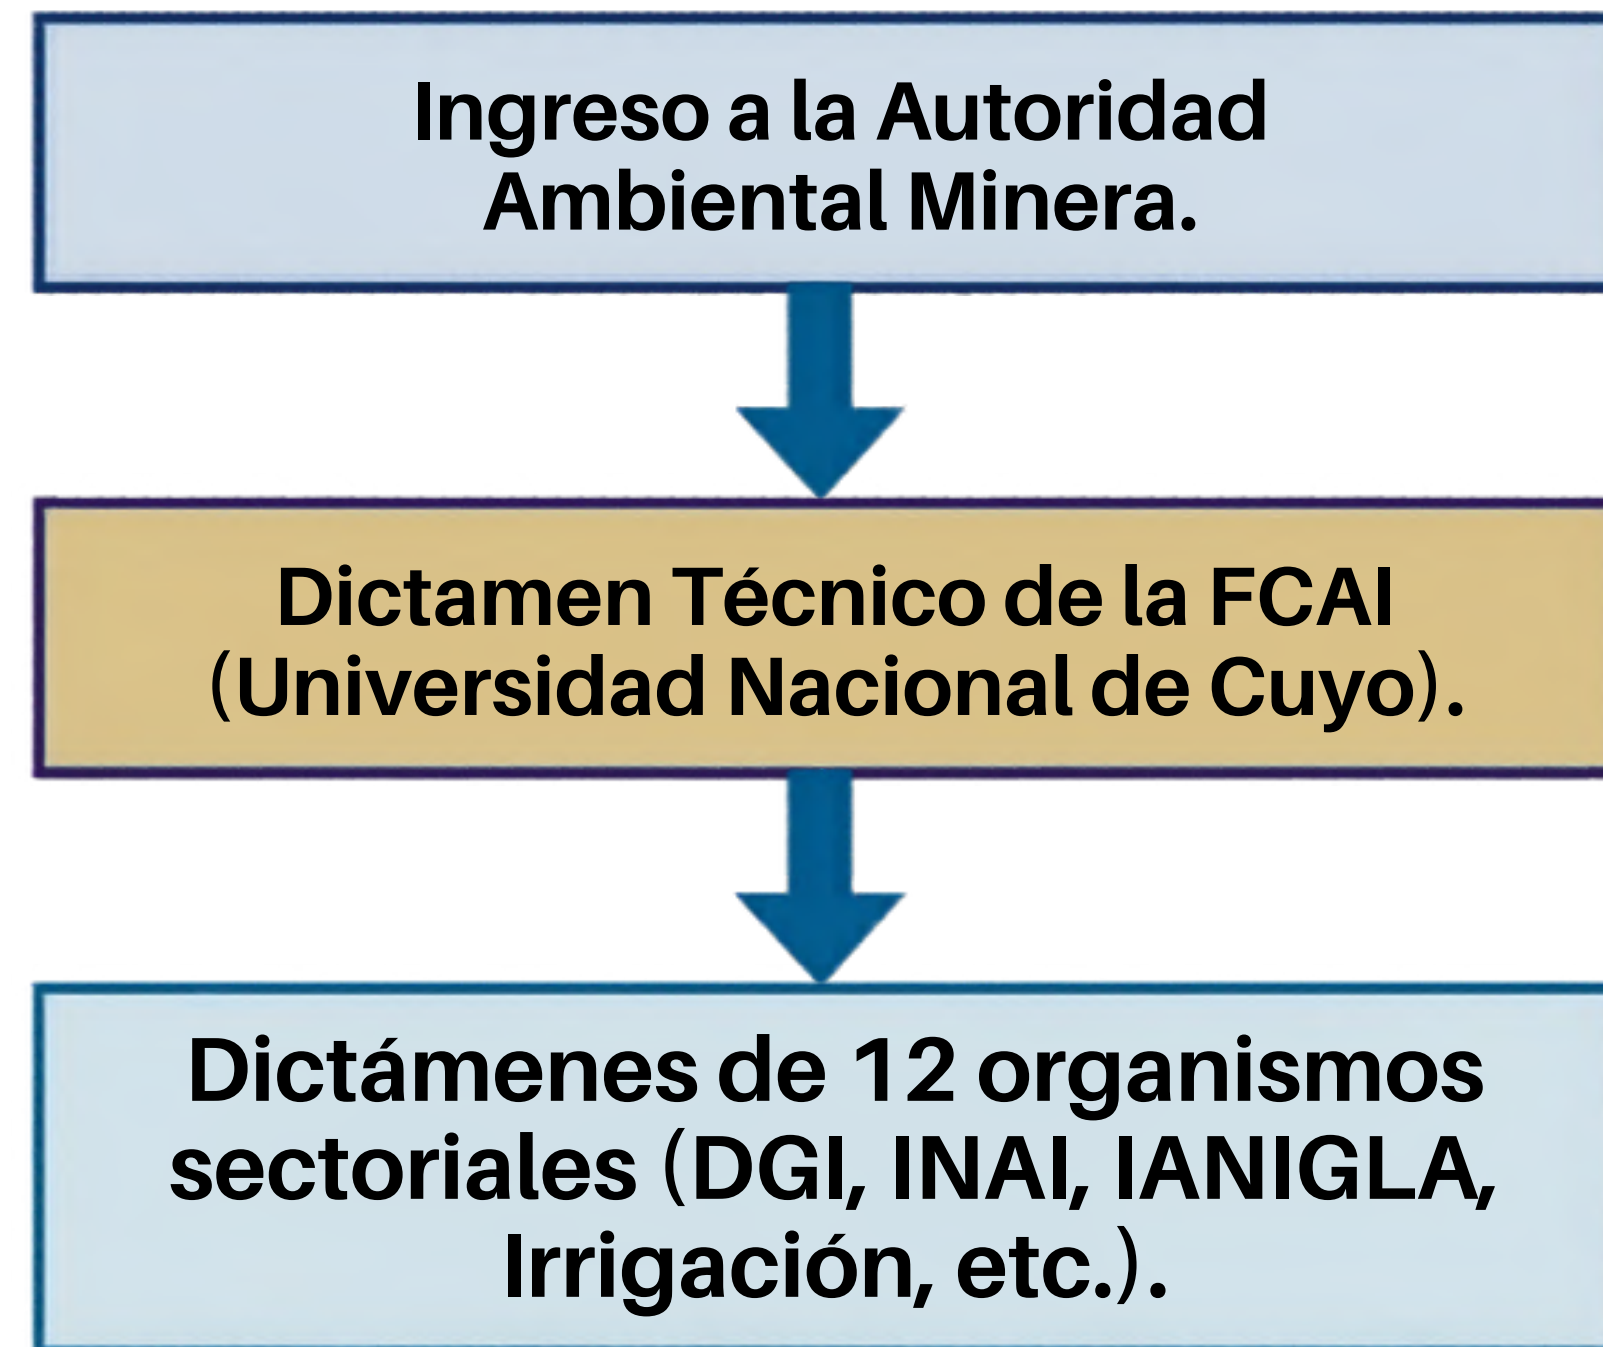 Ingreso a la Autoridad
Ambiental Minera.
Dictamen Técnico de la FCAI
(Universidad Nacional de Cuyo).
Dictámenes de 12 organismos
sectoriales (DGI, INAI, IANIGLA,
Irrigación, etc.).